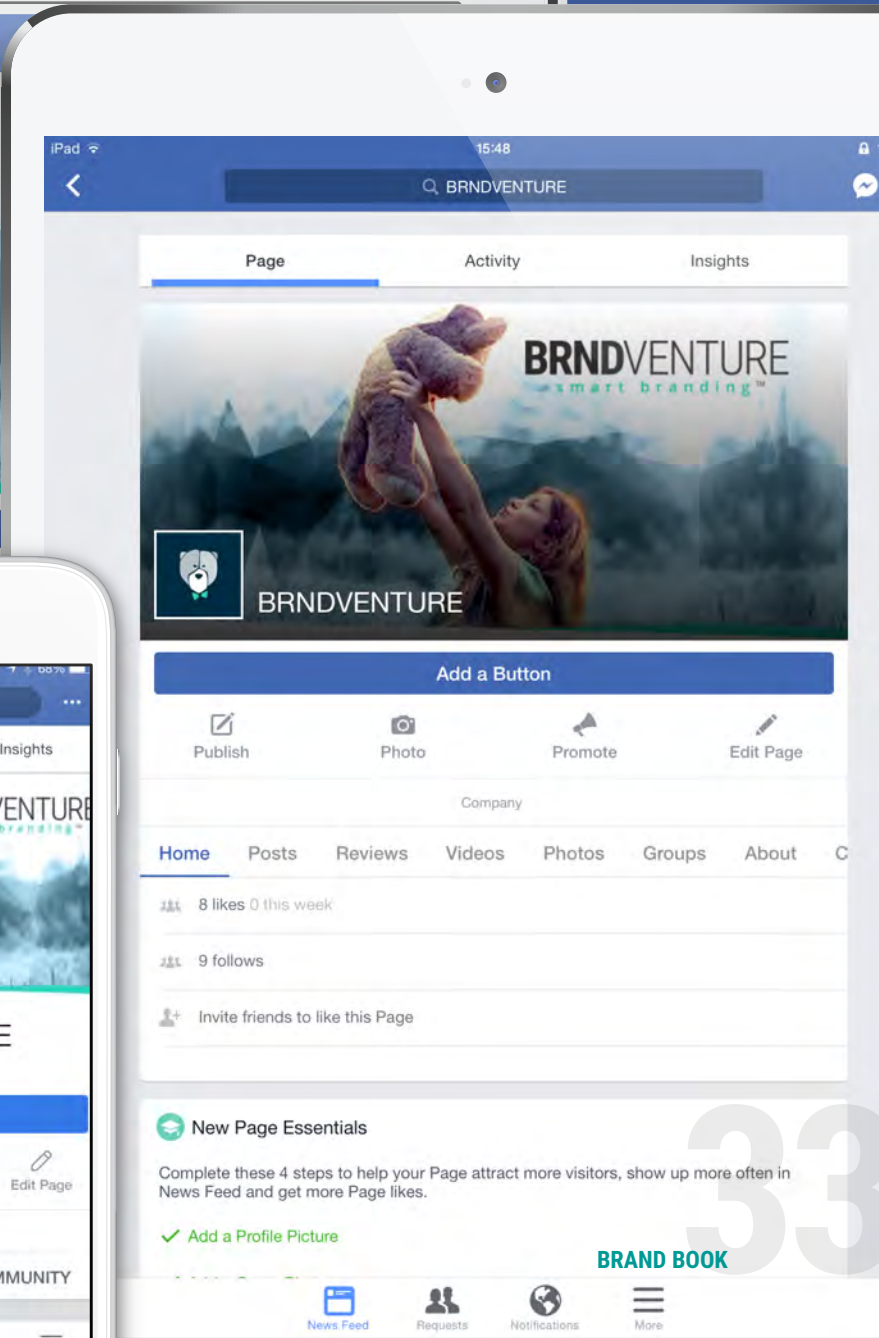 iPad
15:48
BRNDVENTURE
Page Activity Insights
BRNDVENTURE
smart branding™
BRNDVENTURE
Add a Button
Publish Photo Promote Edit Page
Company
Home Posts Reviews Videos Photos Groups About C
8 likes 0 this week
9 follows
Invite friends to like this Page
New Page Essentials
Complete these 4 steps to help your Page attract more visitors, show up more often in
News Feed and get more Page likes.
Add a Profile Picture
News Feed Requests Notifications More
68%
Insights
VENTURE
branding™
E
Edit Page
MMUNITY
33
BRAND BOOK